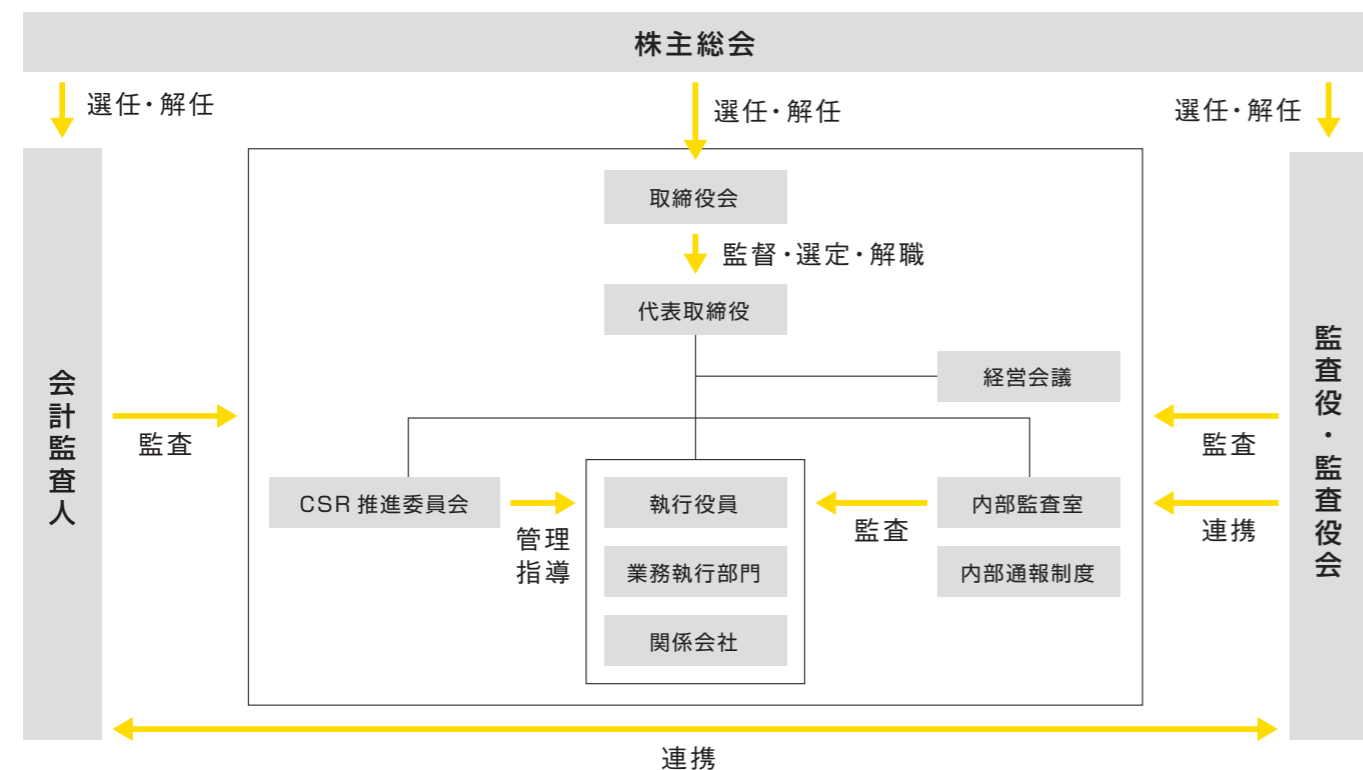 株主総会
選任・解任
選任・解任
選任・解任
取締役会
監督・選定・解職
代表取締役
経営会議
会計監査人
監査
監査役・監査役会
監査
CSR 推進委員会
管理
指導
執行役員
監査
内部監査室
連携
業務執行部門
内部通報制度
関係会社
連携